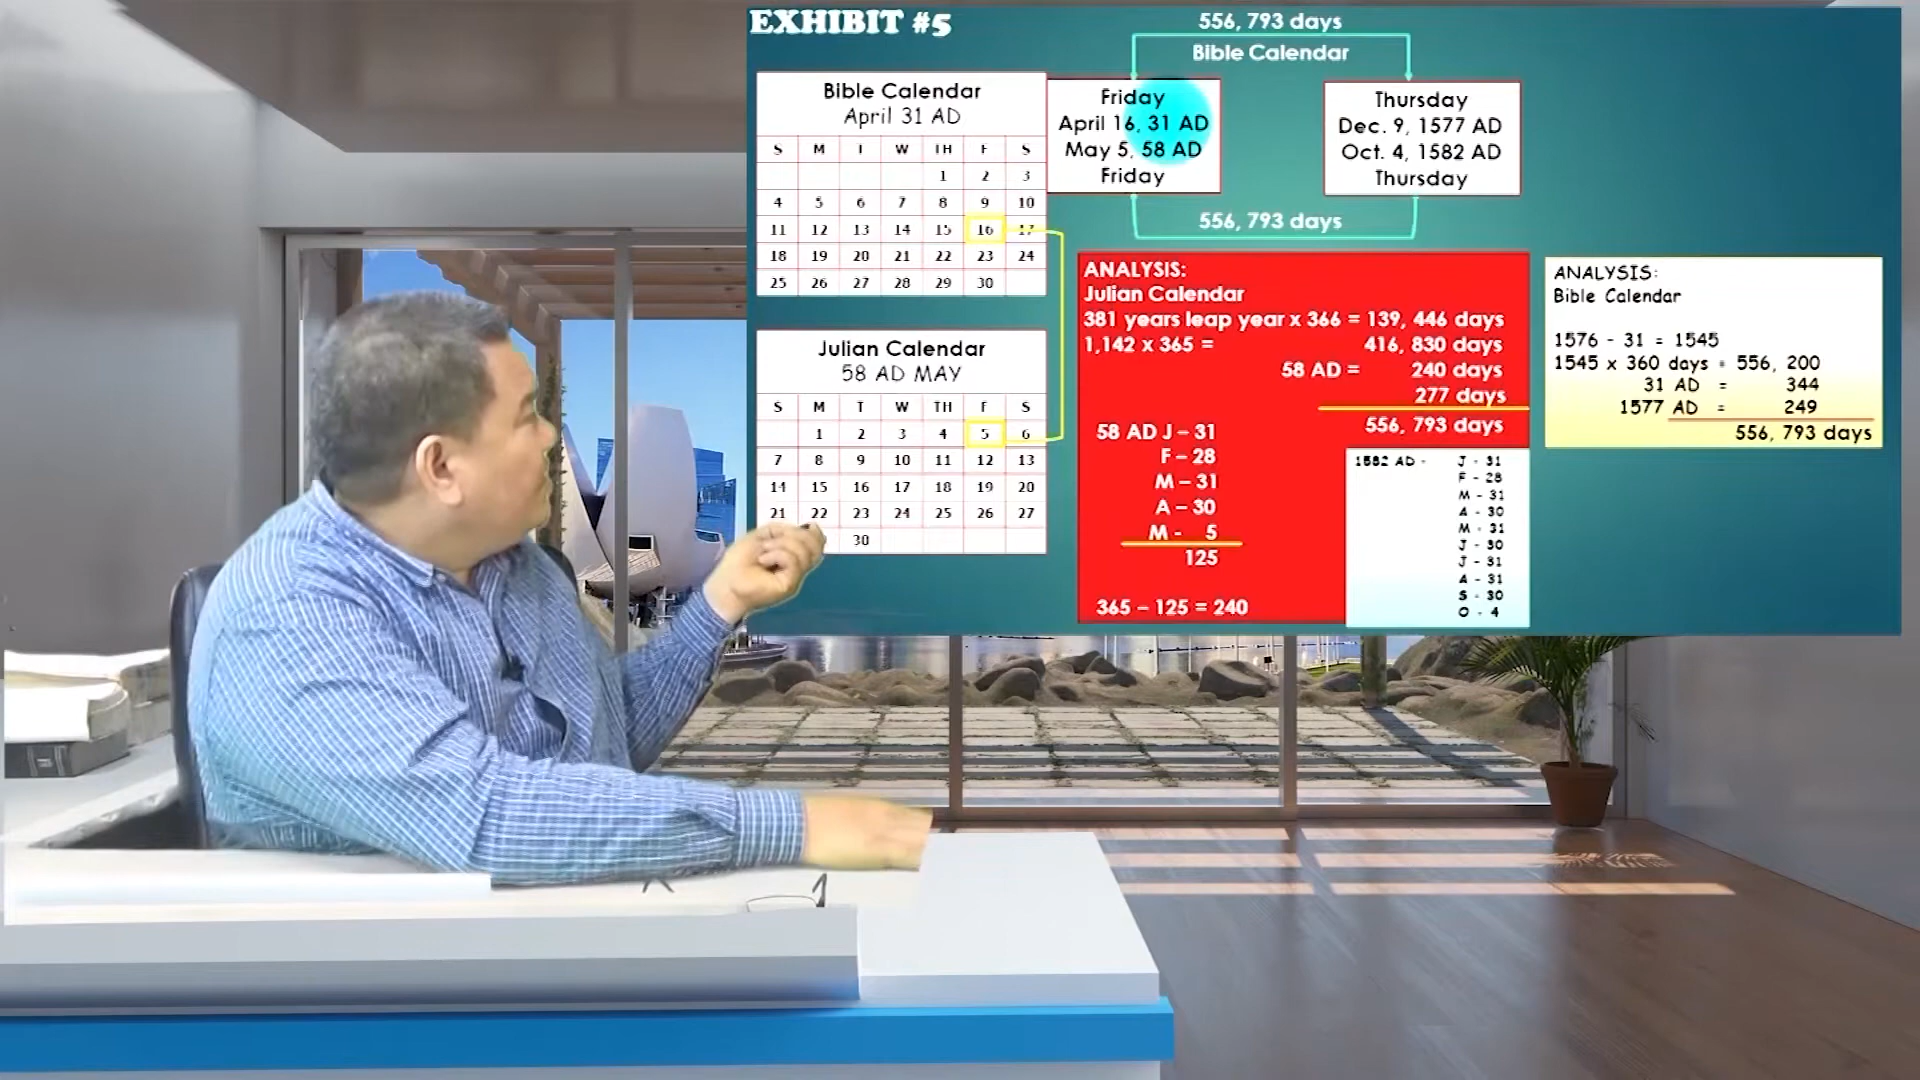 EXHIBIT #5
556, 793 days
Bible Calendar
Bible Calendar
April 31 AD
S M T W TH F S
1 2 3
4 5 6 7 8 9 10
11 12 13 14 15 16 17
18 19 20 21 22 23 24
25 26 27 28 29 30
Friday
April 16, 31 AD
May 5, 58 AD
Friday
Thursday
Dec. 9, 1577 AD
Oct. 4, 1582 AD
Thursday
556, 793 days
Julian Calendar
58 AD MAY
S M T W TH F S
1 2 3 4 5 6
7 8 9 10 11 12 13
14 15 16 17 18 19 20
21 22 23 24 25 26 27
30
ANALYSIS:
Julian Calendar
381 years leap year x 366 = 139, 446 days
1,142 x 365 = 416, 830 days
58 AD = 240 days
277 days
556, 793 days
58 AD J – 31
F – 28
M – 31
A – 30
M - 5
125
365 – 125 = 240
1582 AD - J - 31
F - 28
M - 31
A - 30
M - 31
J - 30
J - 31
A - 31
S - 30
O - 4
ANALYSIS:
Bible Calendar
1576 - 31 = 1545
1545 x 360 days = 556, 200
31 AD = 344
1577 AD = 249
556, 793 days